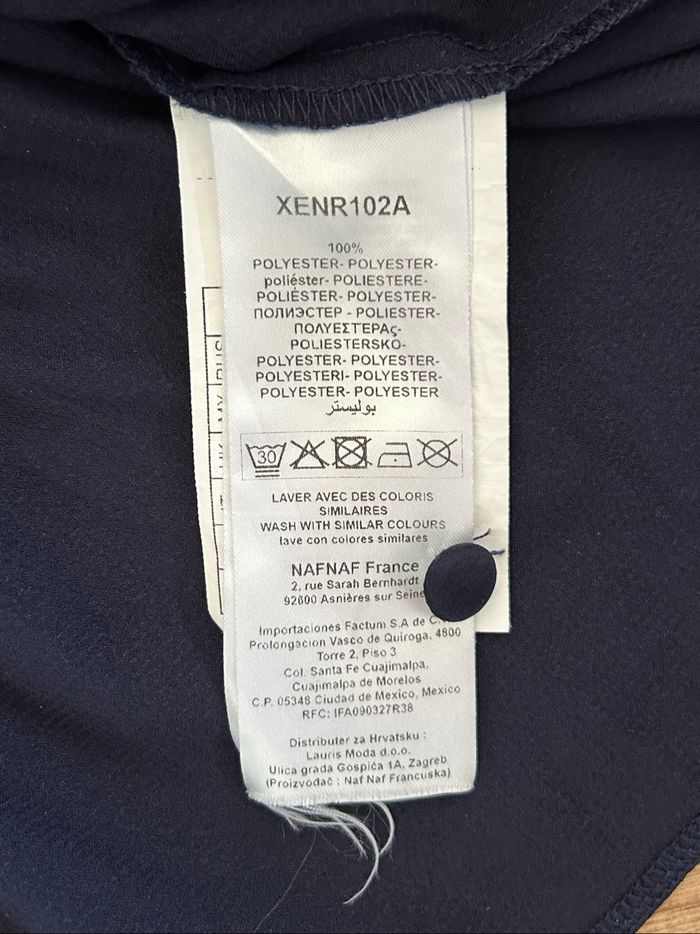 XENR102A
100%
POLYESTER- POLYESTER-
poliéster- POLIESTERE-
POLIÉSTER- POLYESTER-
ПОЛИЭСТЕР - POLIESTER-
ΠΟΛΥΕΣΤΕΡΑς-
POLIESTERSKO-
POLYESTER- POLYESTER-
POLYESTERI- POLYESTER-
POLYESTER- POLYESTER
بوليستر
30
LAVER AVEC DES COLORIS
SIMILAIRES
WASH WITH SIMILAR COLOURS
lave con colores similares
NAFNAF France
2, rue Sarah Bernhardt
92600 Asnières sur Seine
Importaciones Factum S.A de C.
Prolongacion Vasco de Quiroga. 4800
Torre 2, Piso 3
Col. Santa Fe Cuajimalpa,
Cuajimalpa de Morelos
C.P. 05348 Ciudad de Mexico, Mexico
RFC: IFA090327R38
Distributer za Hrvatsku :
Lauris Moda d.o.o.
Ulica grada Gospića 1A, Zagreb
(Proizvođač : Naf Naf Francuska)
RUS
MX
UK